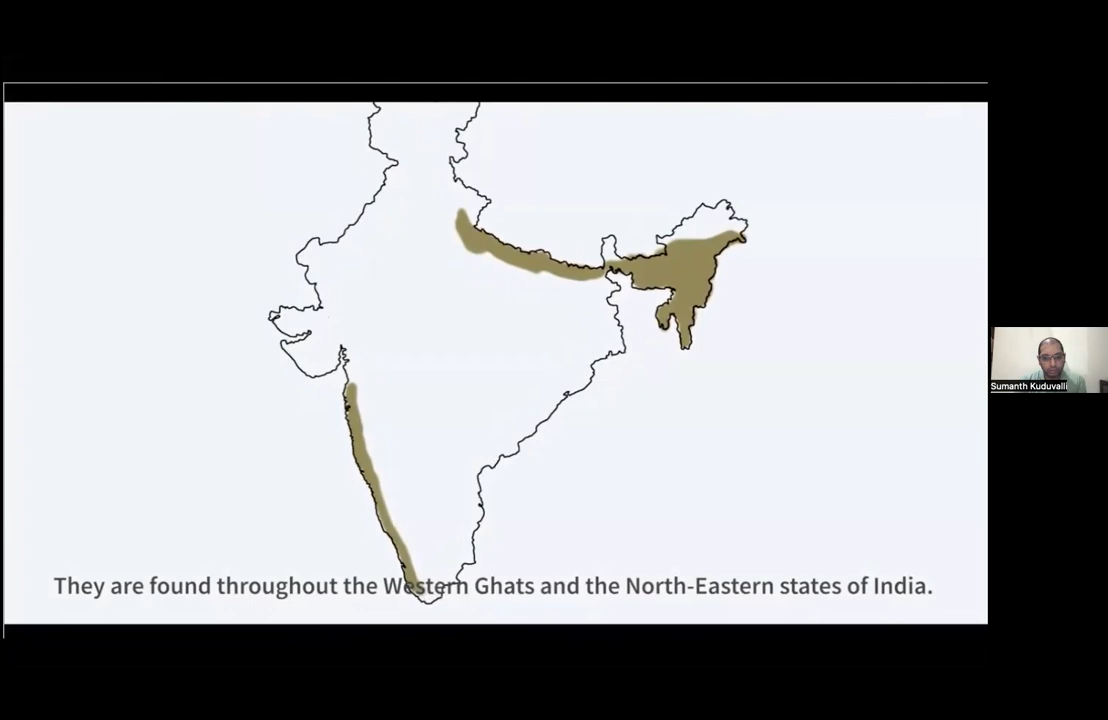 Sumanth Kuduvalli
They are found throughout the Western Ghats and the North-Eastern states of India.